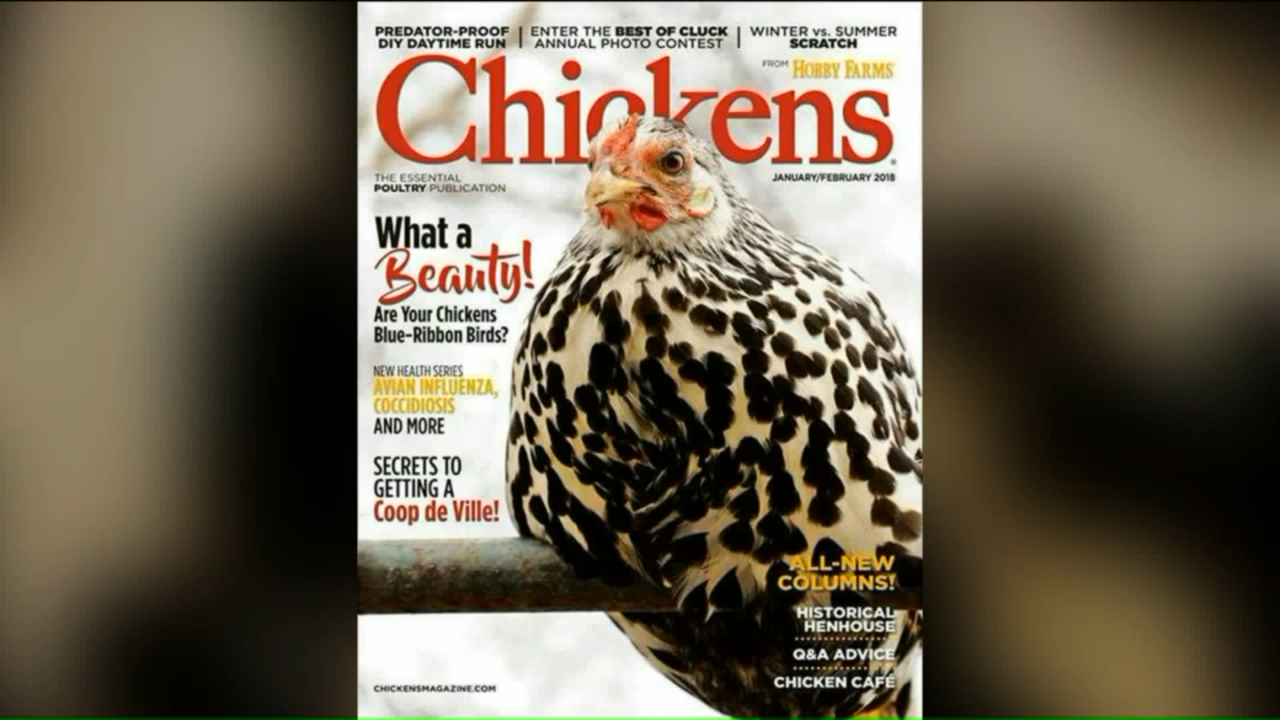 PREDATOR-PROOF
DIY DAYTIME RUN
ENTER THE BEST OF CLUCK
ANNUAL PHOTO CONTEST
WINTER vs. SUMMER
SCRATCH
FROM HOBBY FARMS
Chickens
THE ESSENTIAL
POULTRY PUBLICATION
JANUARY/FEBRUARY 2018
What a
Beauty!
Are Your Chickens
Blue-Ribbon Birds?
NEW HEALTH SERIES
AVIAN INFLUENZA,
COCCIDIOSIS
AND MORE
SECRETS TO
GETTING A
Coop de Ville!
ALL-NEW
COLUMNS!
HISTORICAL
HENHOUSE
Q&A ADVICE
CHICKEN CAFÉ
CHICKENSMAGAZINE.COM